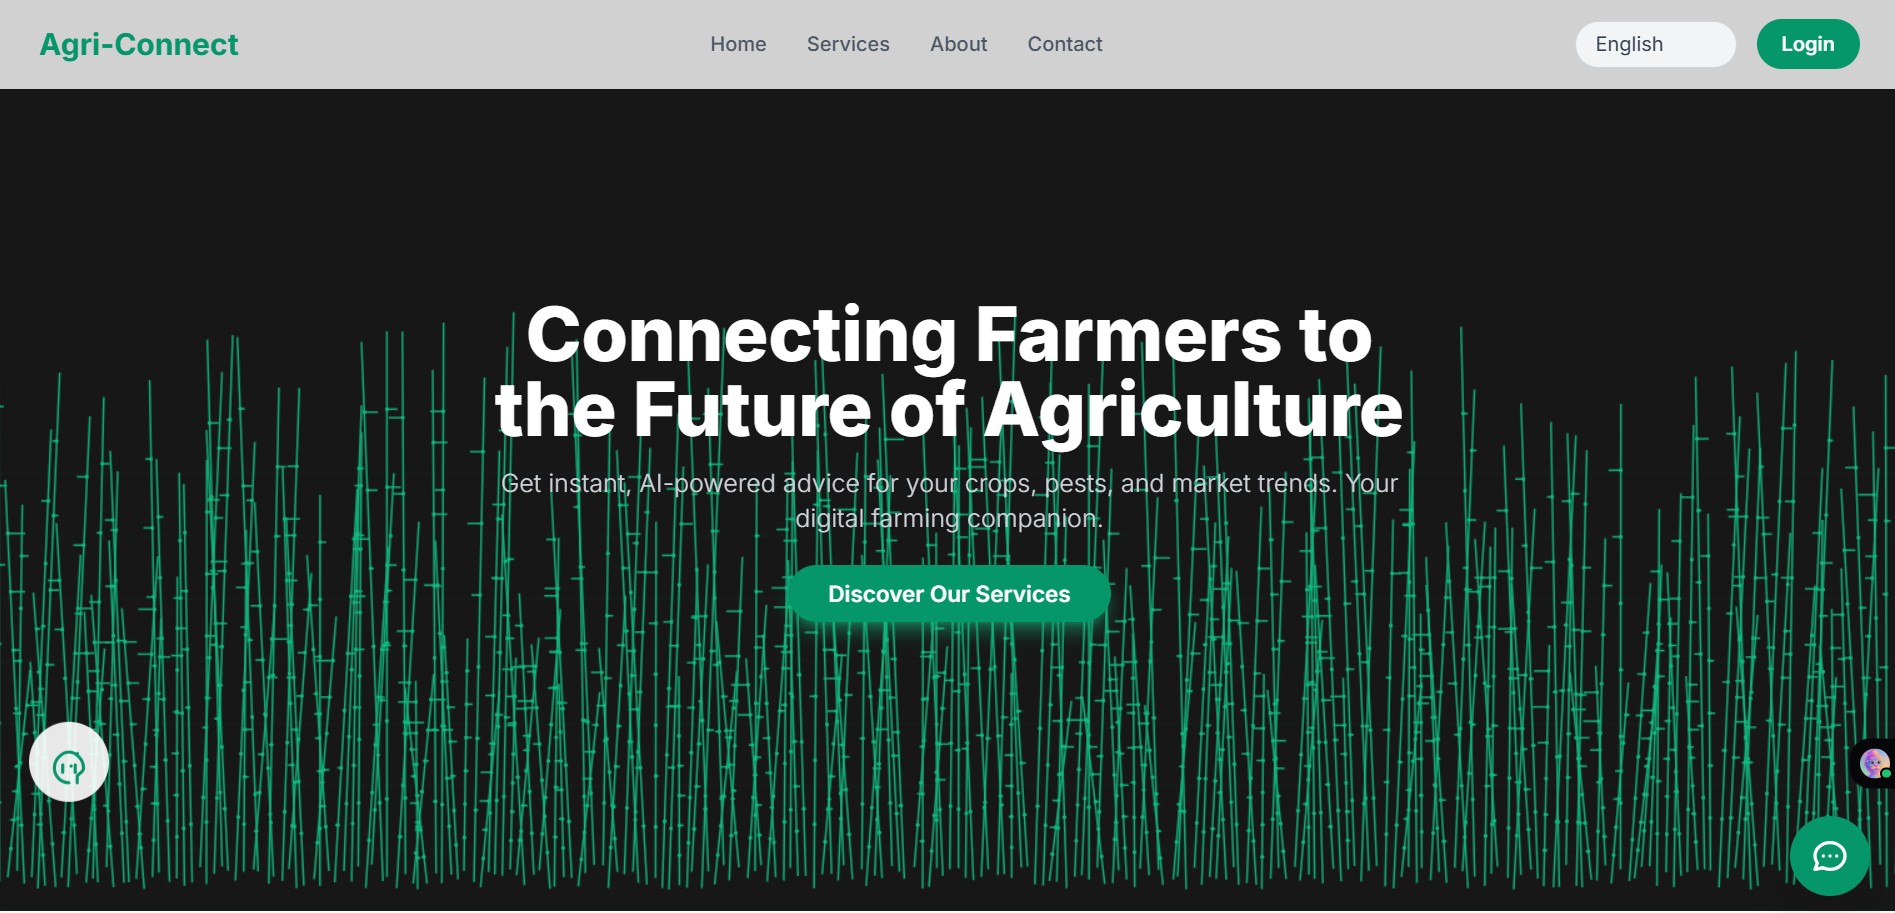 Agri-Connect
Home
Services
About
Contact
English
Login
Connecting Farmers to
the Future of Agriculture
Get instant, AI-powered advice for your crops, pests, and market trends. Your
digital farming companion.
Discover Our Services